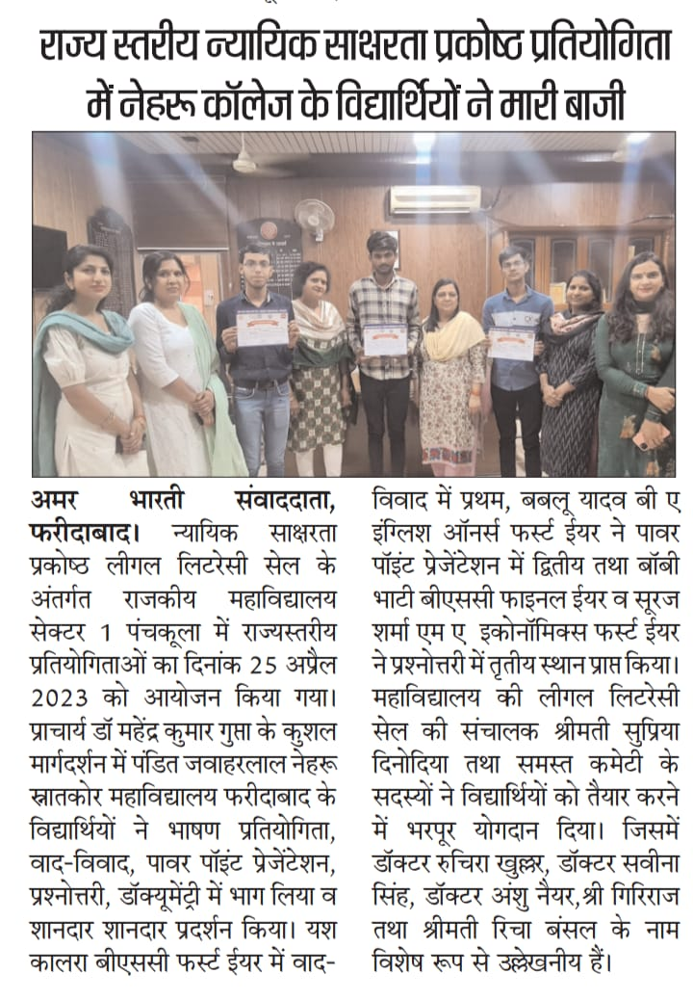 राज्य स्तरीय न्यायिक साक्षरता प्रकोष्ठ प्रतियोगिता
में नेहरू कॉलेज के विद्यार्थियों ने मारी बाजी
अमर भारती संवाददाता,
फरीदाबाद। न्यायिक साक्षरता
प्रकोष्ठ लीगल लिटरेसी सेल के
अंतर्गत राजकीय महाविद्यालय
सेक्टर 1 पंचकूला में राज्यस्तरीय
प्रतियोगिताओं का दिनांक 25 अप्रैल
2023 को आयोजन किया गया।
प्राचार्य डॉ महेंद्र कुमार गुप्ता के कुशल
मार्गदर्शन में पंडित जवाहरलाल नेहरू
स्नातकोर महाविद्यालय फरीदाबाद के
विद्यार्थियों ने भाषण प्रतियोगिता,
वाद-विवाद, पावर पॉइंट प्रेजेंटेशन,
प्रश्नोत्तरी, डॉक्यूमेंट्री में भाग लिया व
शानदार शानदार प्रदर्शन किया। यश
कालरा बीएससी फर्स्ट ईयर में वाद-
विवाद में प्रथम, बबलू यादव बी ए
इंग्लिश ऑनर्स फर्स्ट ईयर ने पावर
पॉइंट प्रेजेंटेशन में द्वितीय तथा बॉबी
भाटी बीएससी फाइनल ईयर व सूरज
शर्मा एम ए इकोनॉमिक्स फर्स्ट ईयर
ने प्रश्नोत्तरी में तृतीय स्थान प्राप्त किया।
महाविद्यालय की लीगल लिटरेसी
सेल की संचालक श्रीमती सुप्रिया
दिनोदिया तथा समस्त कमेटी के
सदस्यों ने विद्यार्थियों को तैयार करने
में भरपूर योगदान दिया। जिसमें
डॉक्टर रुचिरा खुल्लर, डॉक्टर सवीना
सिंह, डॉक्टर अंशु नैयर,श्री गिरिराज
तथा श्रीमती रिचा बंसल के नाम
विशेष रूप से उल्लेखनीय हैं।